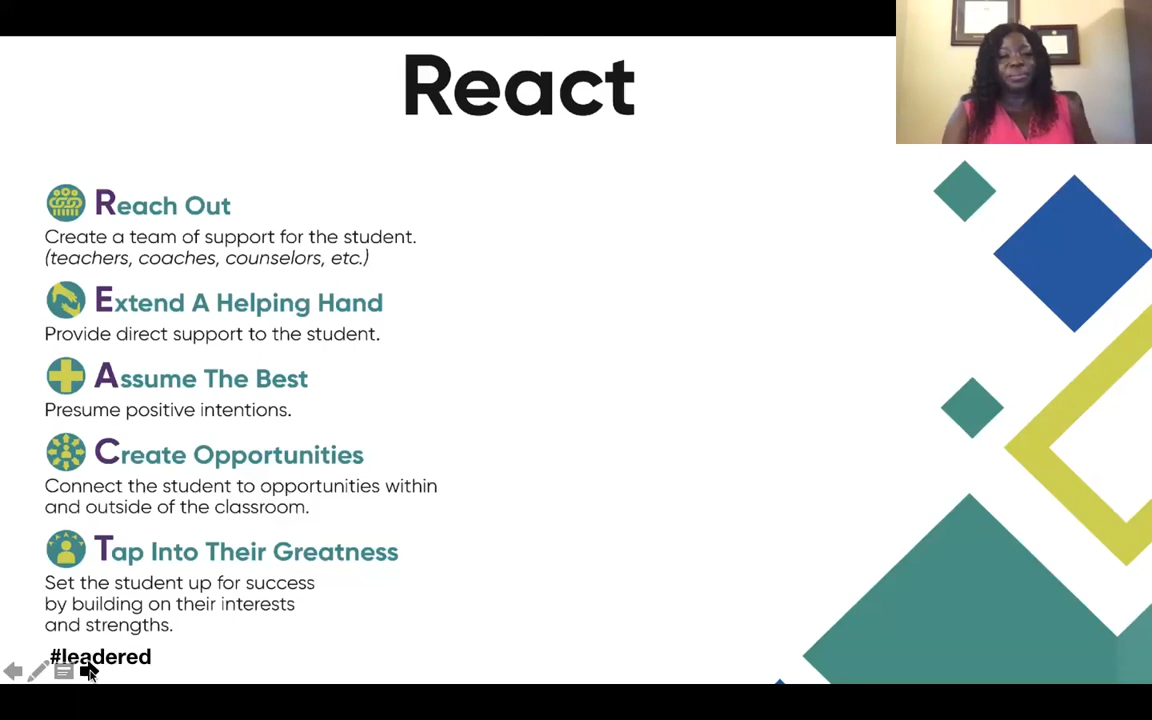 React
Reach Out
Create a team of support for the student.
(teachers, coaches, counselors, etc.)
Extend A Helping Hand
Provide direct support to the student.
Assume The Best
Presume positive intentions.
Create Opportunities
Connect the student to opportunities within
and outside of the classroom.
Tap Into Their Greatness
Set the student up for success
by building on their interests
and strengths.
#leadered